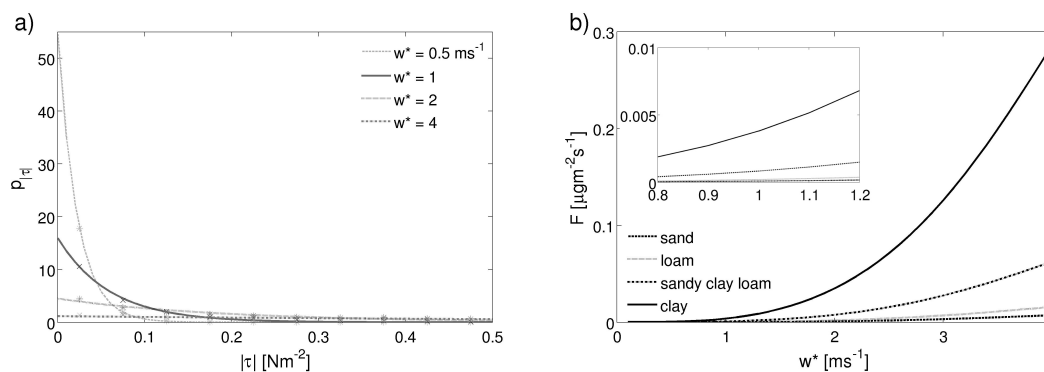 a)
50
40
30
20
10
0
p|τ|
0
0.1
0.2
0.3
0.4
0.5
|τ| [Nm-2]
w* = 0.5 ms-1
w* = 1
w* = 2
w* = 4
b)
0.3
0.2
0.1
0
F [μgm-2s-1]
0.01
0.005
0
0.8
0.9
1
1.1
1.2
sand
loam
sandy clay loam
clay
0
1
2
3
w* [ms-1]